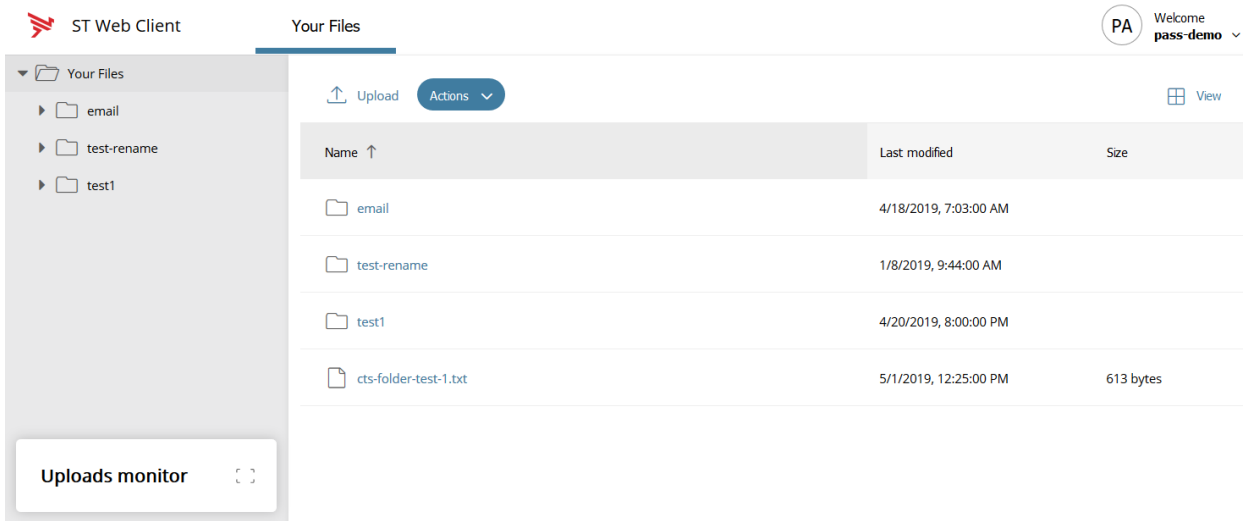 ST Web Client
Your Files
PA
Welcome
pass-demo
Your Files
email
test-rename
test1
Uploads monitor
Upload
Actions
View
Name
Last modified
Size
email 4/18/2019, 7:03:00 AM
test-rename 1/8/2019, 9:44:00 AM
test1 4/20/2019, 8:00:00 PM
cts-folder-test-1.txt 5/1/2019, 12:25:00 PM 613 bytes